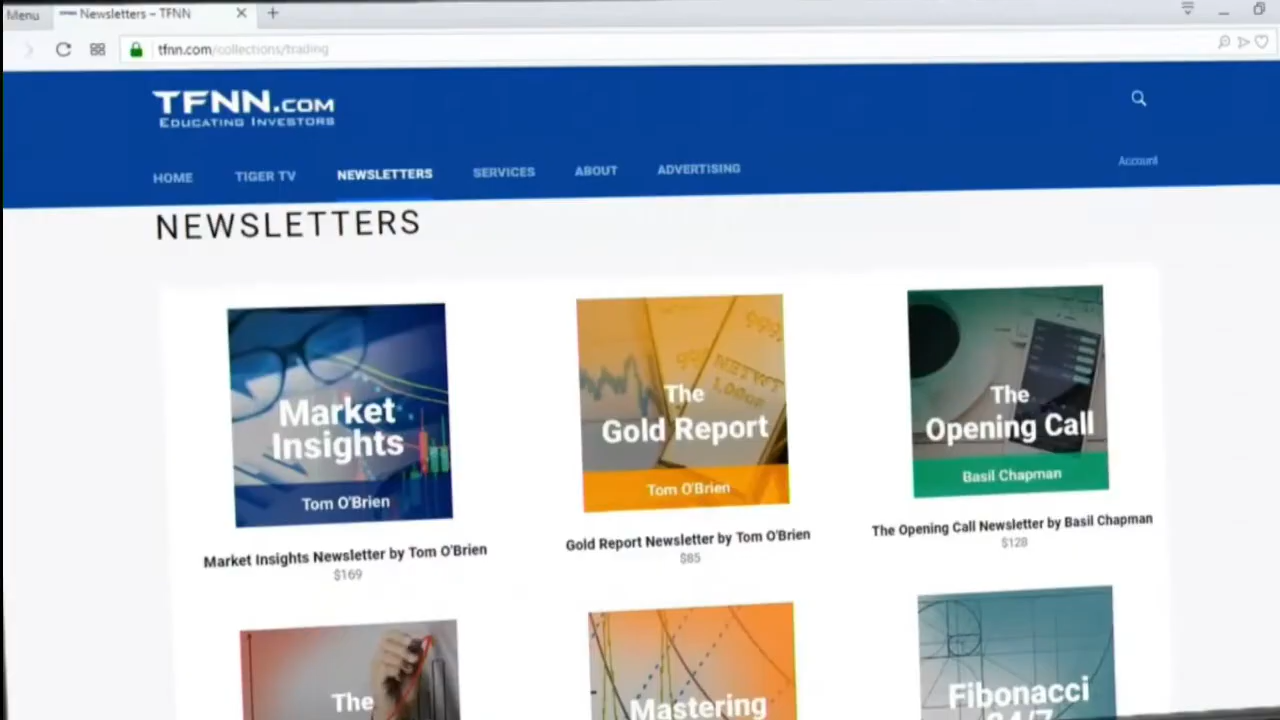 Menu
Newsletters – TFNN
tfnn.com/collections/trading
TFNN.COM
EDUCATING INVESTORS
HOME
TIGER TV
NEWSLETTERS
SERVICES
ABOUT
ADVERTISING
Account
NEWSLETTERS
Market
Insights
Tom O'Brien
Market Insights Newsletter by Tom O'Brien
$169
The
Gold Report
Tom O'Brien
Gold Report Newsletter by Tom O'Brien
$85
The
Opening Call
Basil Chapman
The Opening Call Newsletter by Basil Chapman
$128
The
Mastering
Fibonacci
24/7